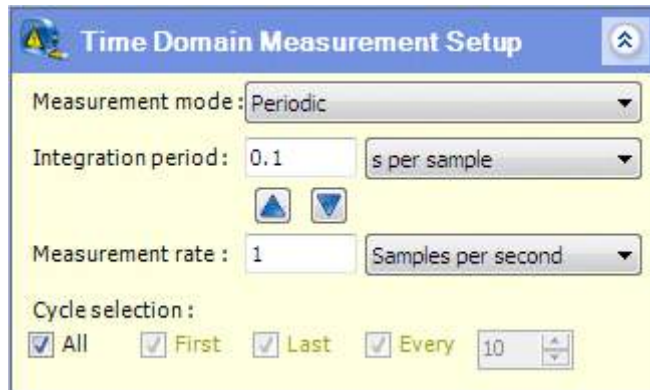 Time Domain Measurement Setup
Measurement mode: Periodic
Integration period: 0.1 s per sample
Measurement rate : 1 Samples per second
Cycle selection :
All First Last Every 10